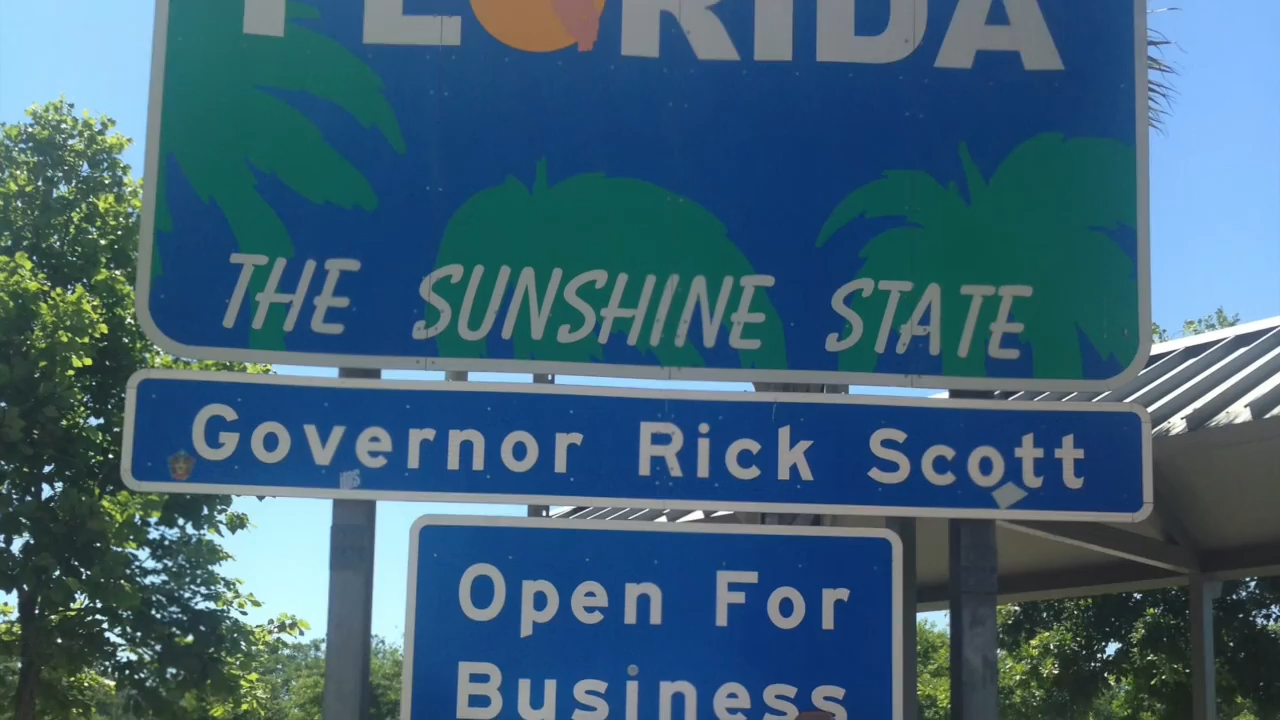 FLORIDA
THE SUNSHINE STATE
Governor Rick Scott
Open For
Business